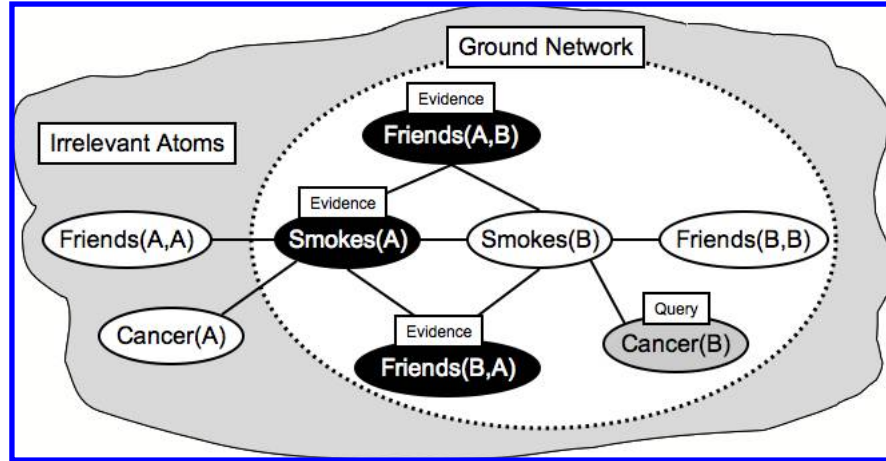 Ground Network
Evidence
Friends(A,B)
Irrelevant Atoms
Evidence
Friends(A,A)
Smokes(A)
Smokes(B)
Friends(B,B)
Query
Cancer(A)
Evidence
Cancer(B)
Friends(B,A)